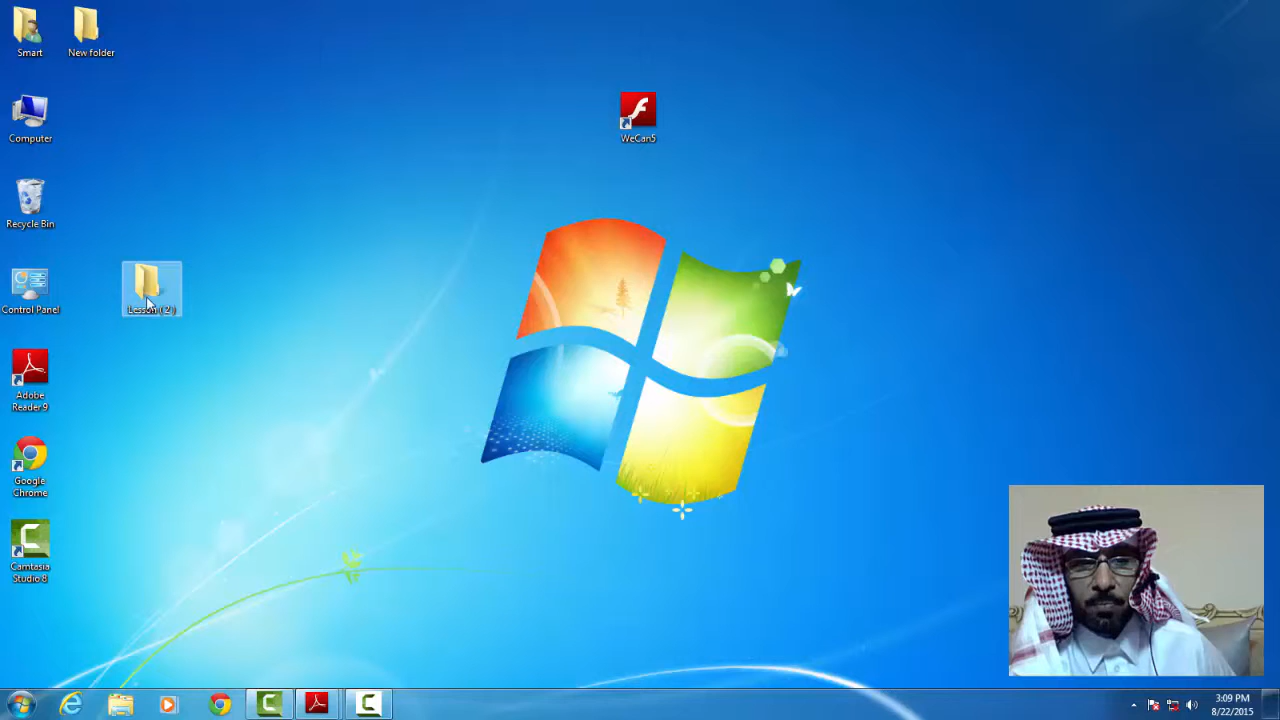 Smart
New folder
WeCan5
Computer
Recycle Bin
Control Panel
Lesson ( 2 )
Adobe
Reader 9
Google
Chrome
Camtasia
Studio 8
3:09 PM
8/22/2015